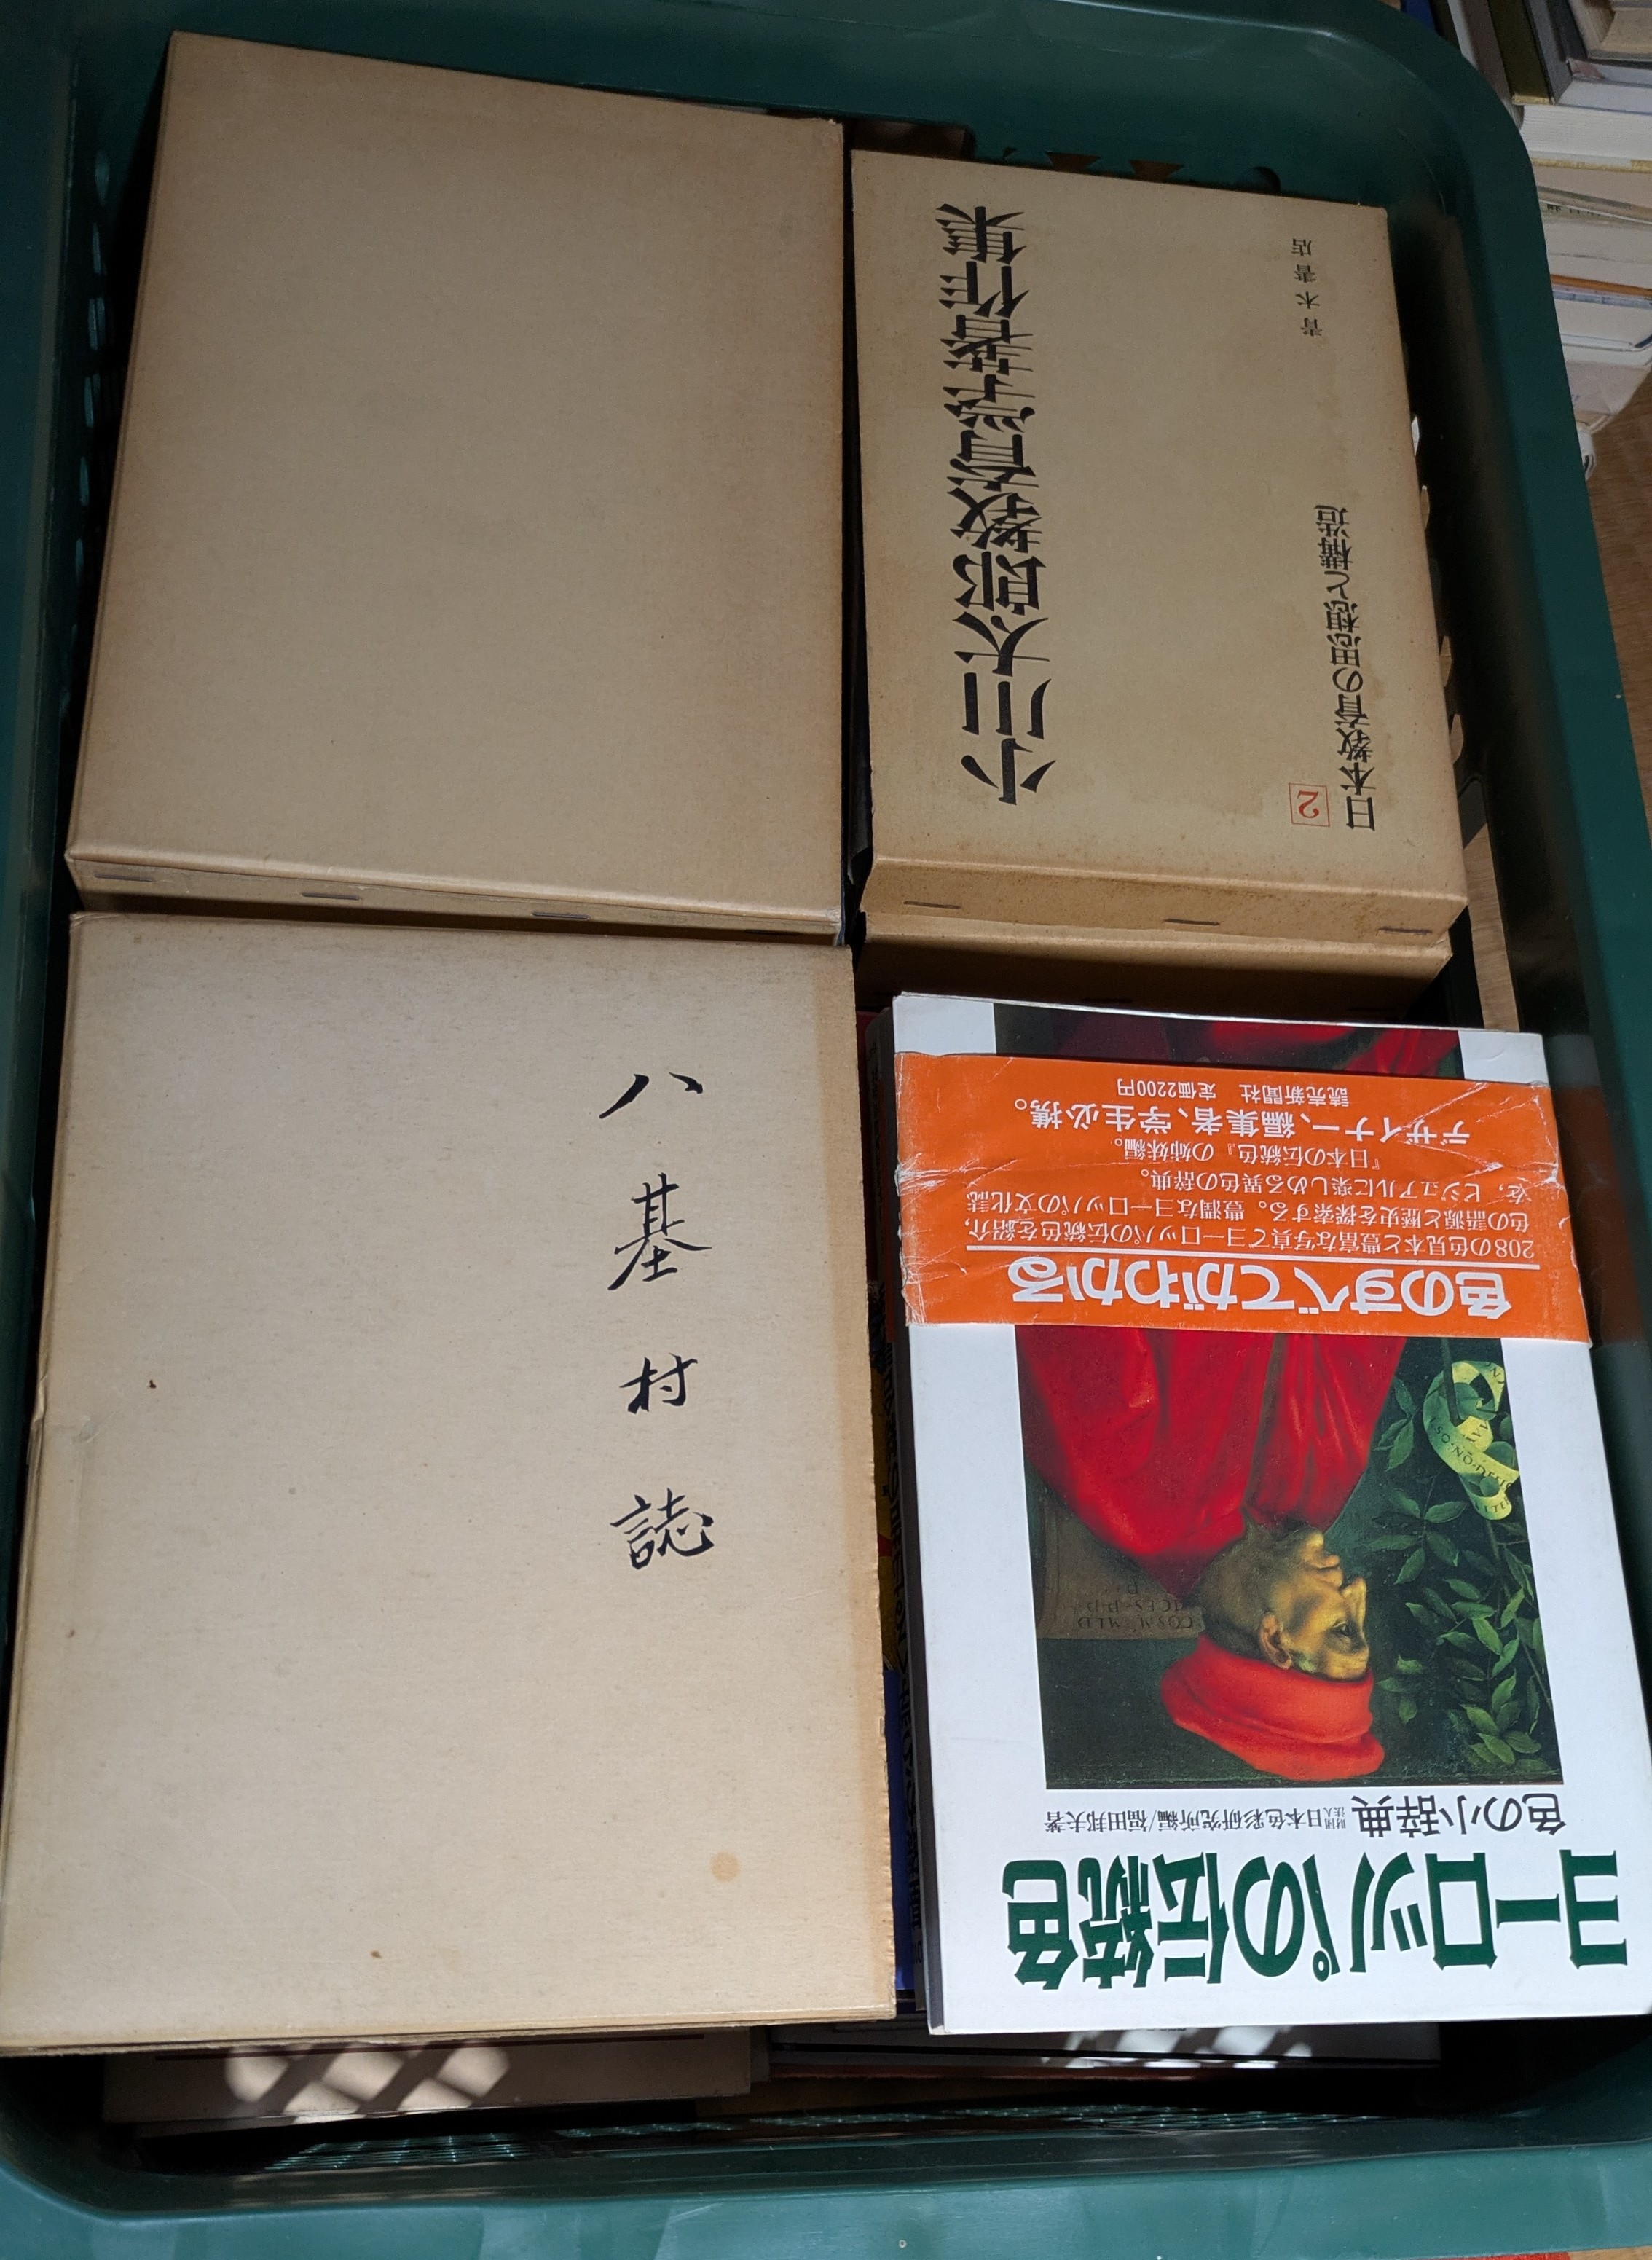 小川太郎教育学著作集
2
日本教育の思想と構造
青木書店
八基村誌
ヨーロッパの伝統色
色の小辞典
財団法人
日本色彩研究所編/福田邦夫著
色のすべてがわかる
208の色見本と豊富な写真でヨーロッパの伝統色を紹介,
色の語源と歴史を探索する。豊潤なヨーロッパの文化誌
を, ビジュアルに楽しめる異色の辞典。
『日本の伝統色』の姉妹編。
デザイナー、編集者、学生必携。
読売新聞社 定価2200円